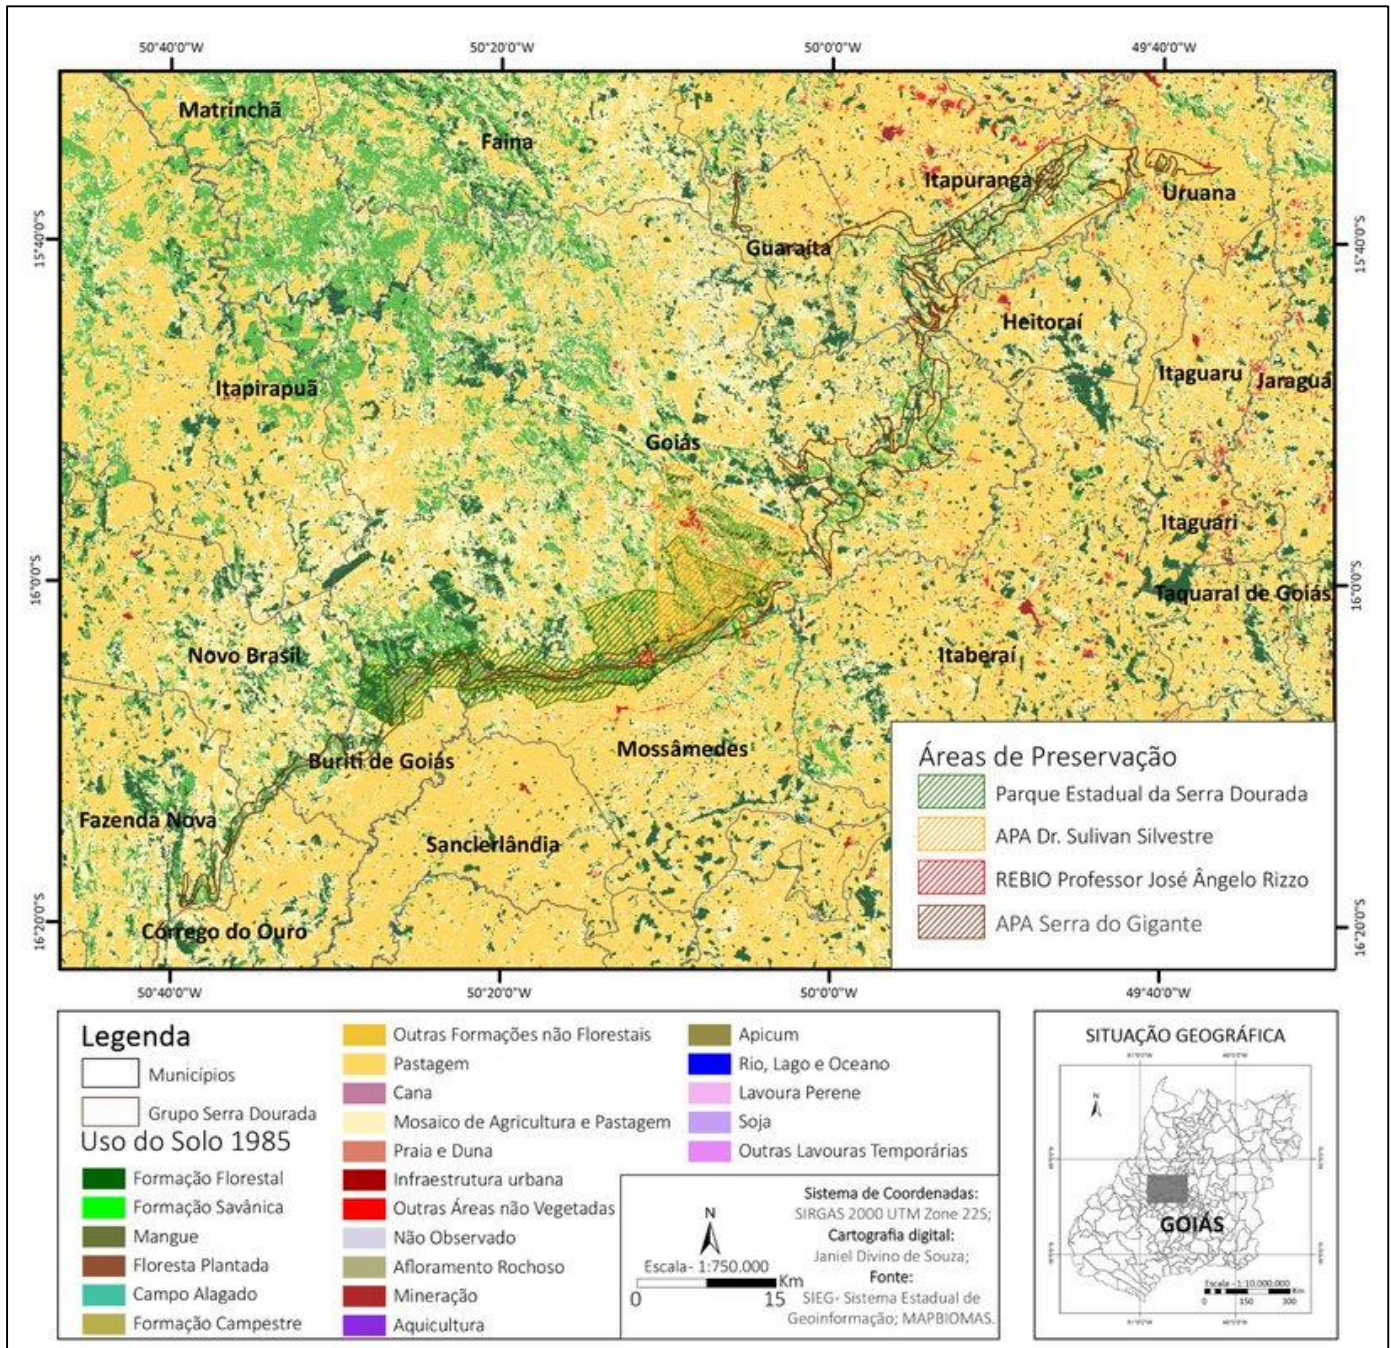 50°40'0"W 50°20'0"W 50°0'0"W 49°40'0"W
Matrinchã
Faina
Itapuranga
Uruana
15°40'0"S
15°40'0"S
Guaraíta
Heitoraí
Itapirapuã
Itaguaru
Jaraguá
Goiás
Itaguari
16°0'0"S
16°0'0"S
Taquaral de Goiás
Novo Brasil
Itaberaí
Mossâmedes
Buriti de Goiás
Fazenda Nova
Sanclerlândia
Córrego do Ouro
16°20'0"S
16°20'0"S
Áreas de Preservação
Parque Estadual da Serra Dourada
APA Dr. Sulivan Silvestre
REBIO Professor José Ângelo Rizzo
APA Serra do Gigante
50°40'0"W 50°20'0"W 50°0'0"W 49°40'0"W
Legenda
Municípios
Grupo Serra Dourada
Uso do Solo 1985
Formação Florestal
Formação Savânica
Mangue
Floresta Plantada
Campo Alagado
Formação Campestre
Outras Formações não Florestais
Pastagem
Cana
Mosaico de Agricultura e Pastagem
Praia e Duna
Infraestrutura urbana
Outras Áreas não Vegetadas
Não Observado
Afloramento Rochoso
Mineração
Aquicultura
Apicum
Rio, Lago e Oceano
Lavoura Perene
Soja
Outras Lavouras Temporárias
N
Escala- 1:750.000
Km
0 15
Sistema de Coordenadas:
SIRGAS 2000 UTM Zone 22S;
Cartografia digital:
Janiel Divino de Souza;
Fonte:
SIEG- Sistema Estadual de
Geoinformação; MAPBIOMAS.
SITUAÇÃO GEOGRÁFICA
N
GOIÁS
Escala - 1:10.000.000
Km
0 150 300